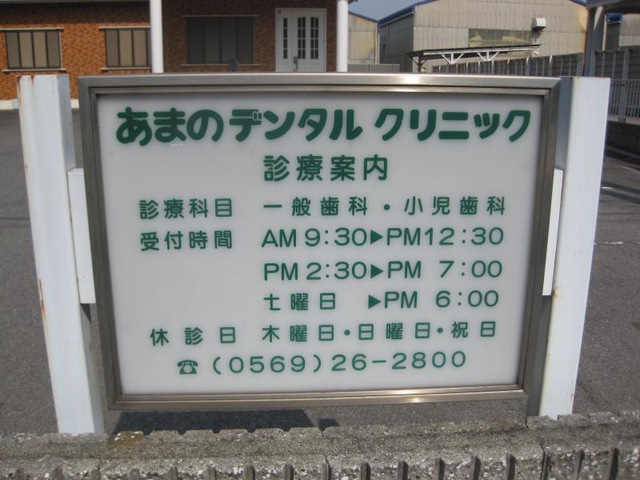 あまのデンタルクリニック
診療案内
診療科目 一般歯科・小児歯科
受付時間 AM 9:30▶PM12:30
PM 2:30▶PM 7:00
土曜日 ▶PM 6:00
休診日 木曜日・日曜日・祝日
☎(0569)26-2800